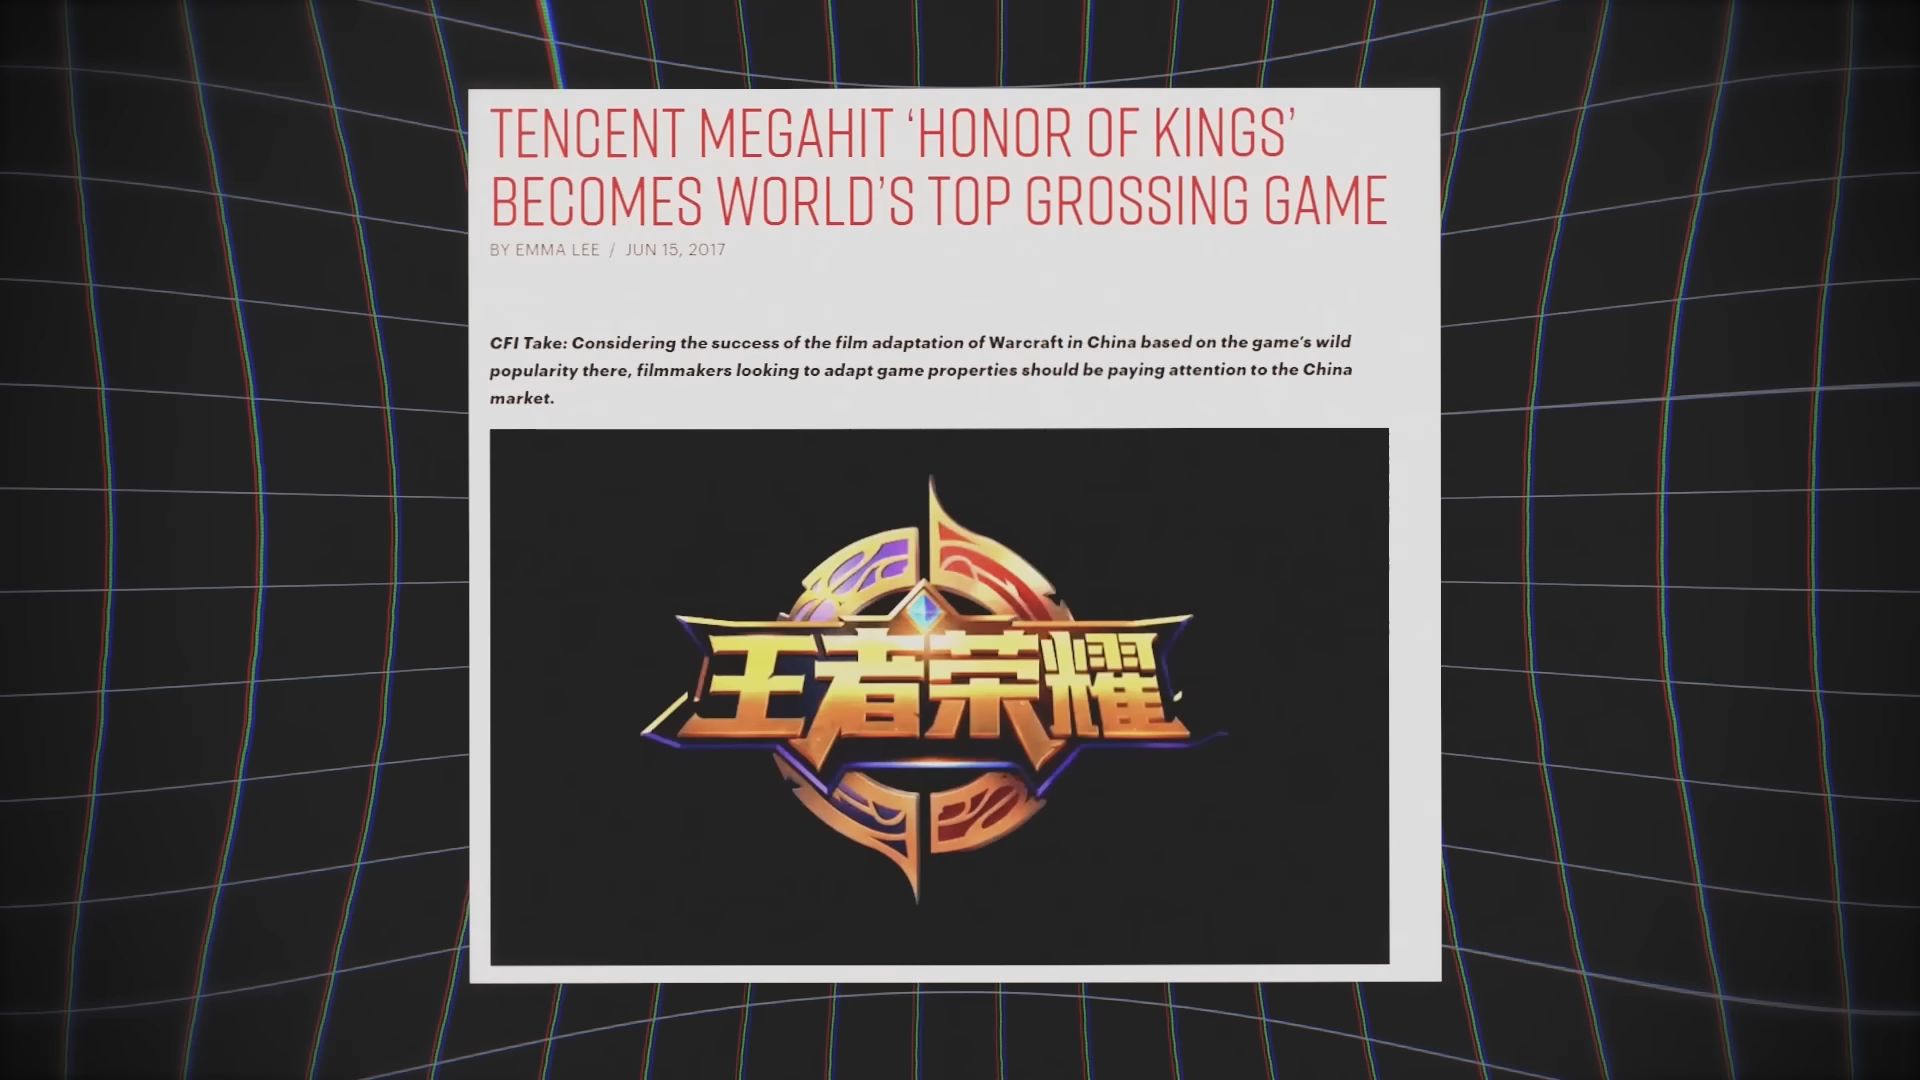 TENCENT MEGAHIT ‘HONOR OF KINGS’
BECOMES WORLD’S TOP GROSSING GAME
BY EMMA LEE / JUN 15, 2017
CFI Take: Considering the success of the film adaptation of Warcraft in China based on the game’s wild
popularity there, filmmakers looking to adapt game properties should be paying attention to the China
market.
王者荣耀